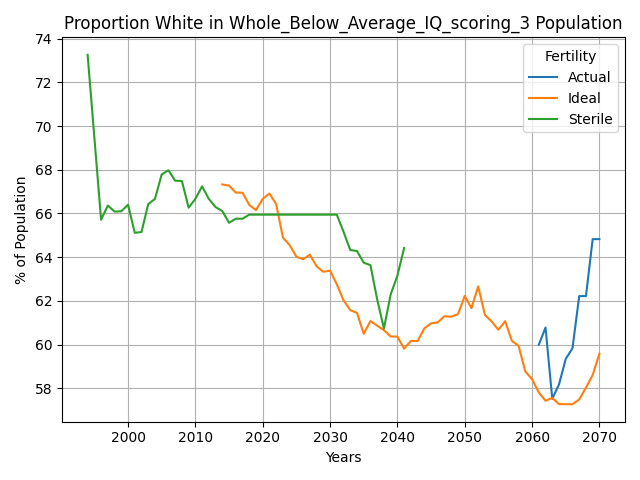 Proportion White in Whole_Below_Average_IQ_scoring_3 Population
74
72
70
68
66
64
62
60
58
% of Population
Fertility
Actual
Ideal
Sterile
2000 2010 2020 2030 2040 2050 2060 2070
Years